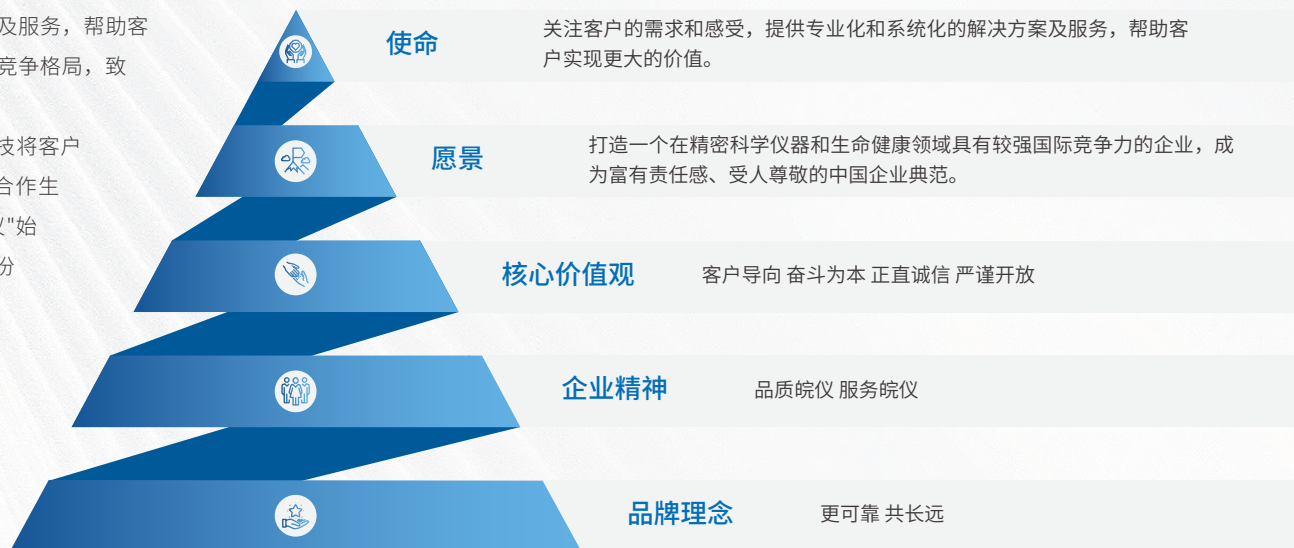 及服务，帮助客
竞争格局，致
技将客户
合作生
"始
份
使命
关注客户的需求和感受，提供专业化和系统化的解决方案及服务，帮助客
户实现更大的价值。
愿景
打造一个在精密科学仪器和生命健康领域具有较强国际竞争力的企业，成
为富有责任感、受人尊敬的中国企业典范。
核心价值观
客户导向 奋斗为本 正直诚信 严谨开放
企业精神
品质皖仪 服务皖仪
品牌理念
更可靠 共长远